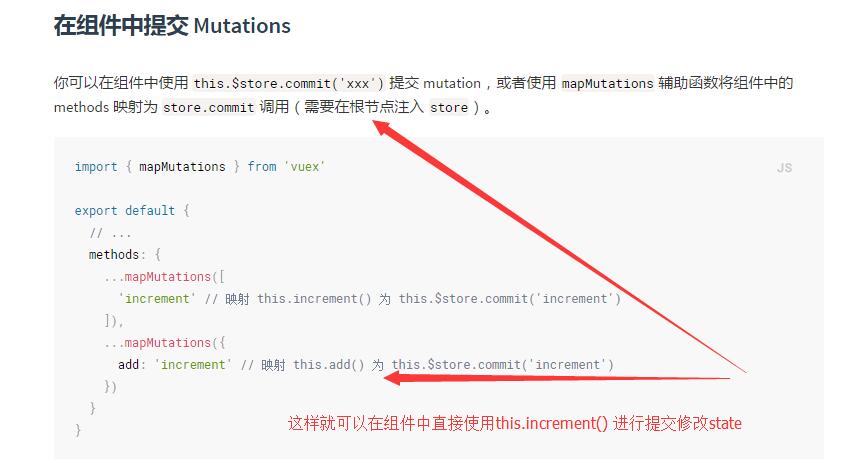 在组件中提交 Mutations
你可以在组件中使用 this.$store.commit('xxx') 提交 mutation，或者使用 mapMutations 辅助函数将组件中的
methods 映射为 store.commit 调用（需要在根节点注入 store）。
JS
import { mapMutations } from 'vuex'
export default {
// ...
methods: {
...mapMutations([
'increment' // 映射 this.increment() 为 this.$store.commit('increment')
]),
...mapMutations({
add: 'increment' // 映射 this.add() 为 this.$store.commit('increment')
})
}
}
这样就可以在组件中直接使用this.increment() 进行提交修改state